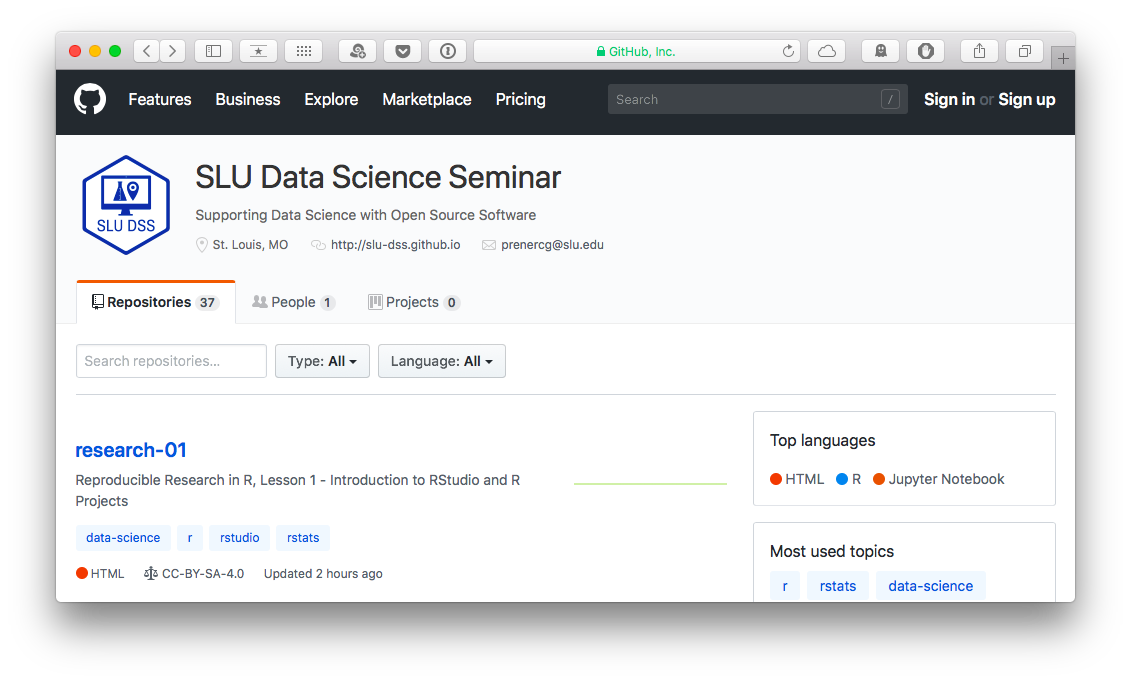 GitHub, Inc.
Features Business Explore Marketplace Pricing Search / Sign in or Sign up
SLU DSS
SLU Data Science Seminar
Supporting Data Science with Open Source Software
St. Louis, MO http://slu-dss.github.io prenercg@slu.edu
Repositories 37 People 1 Projects 0
Search repositories... Type: All Language: All
research-01
Reproducible Research in R, Lesson 1 - Introduction to RStudio and R
Projects
data-science r rstudio rstats
HTML CC-BY-SA-4.0 Updated 2 hours ago
Top languages
HTML R Jupyter Notebook
Most used topics
r rstats data-science